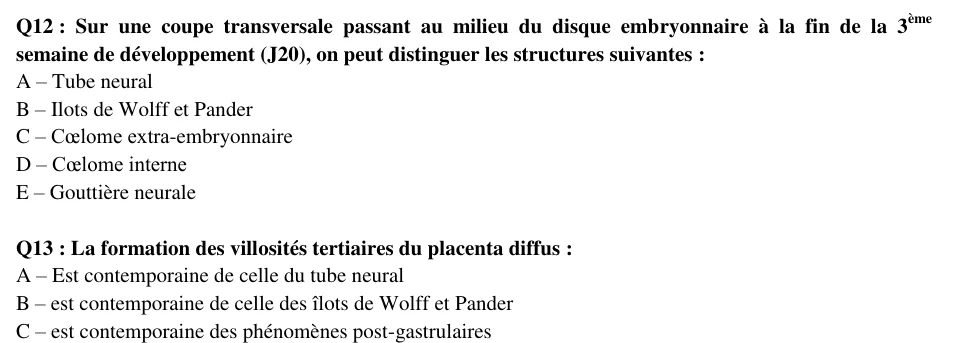 Q12 : Sur une coupe transversale passant au milieu du disque embryonnaire à la fin de la 3ème
semaine de développement (J20), on peut distinguer les structures suivantes :
A – Tube neural
B – Ilots de Wolff et Pander
C – Cœlome extra-embryonnaire
D – Cœlome interne
E – Gouttière neurale
Q13 : La formation des villosités tertiaires du placenta diffus :
A – Est contemporaine de celle du tube neural
B – est contemporaine de celle des îlots de Wolff et Pander
C – est contemporaine des phénomènes post-gastrulaires